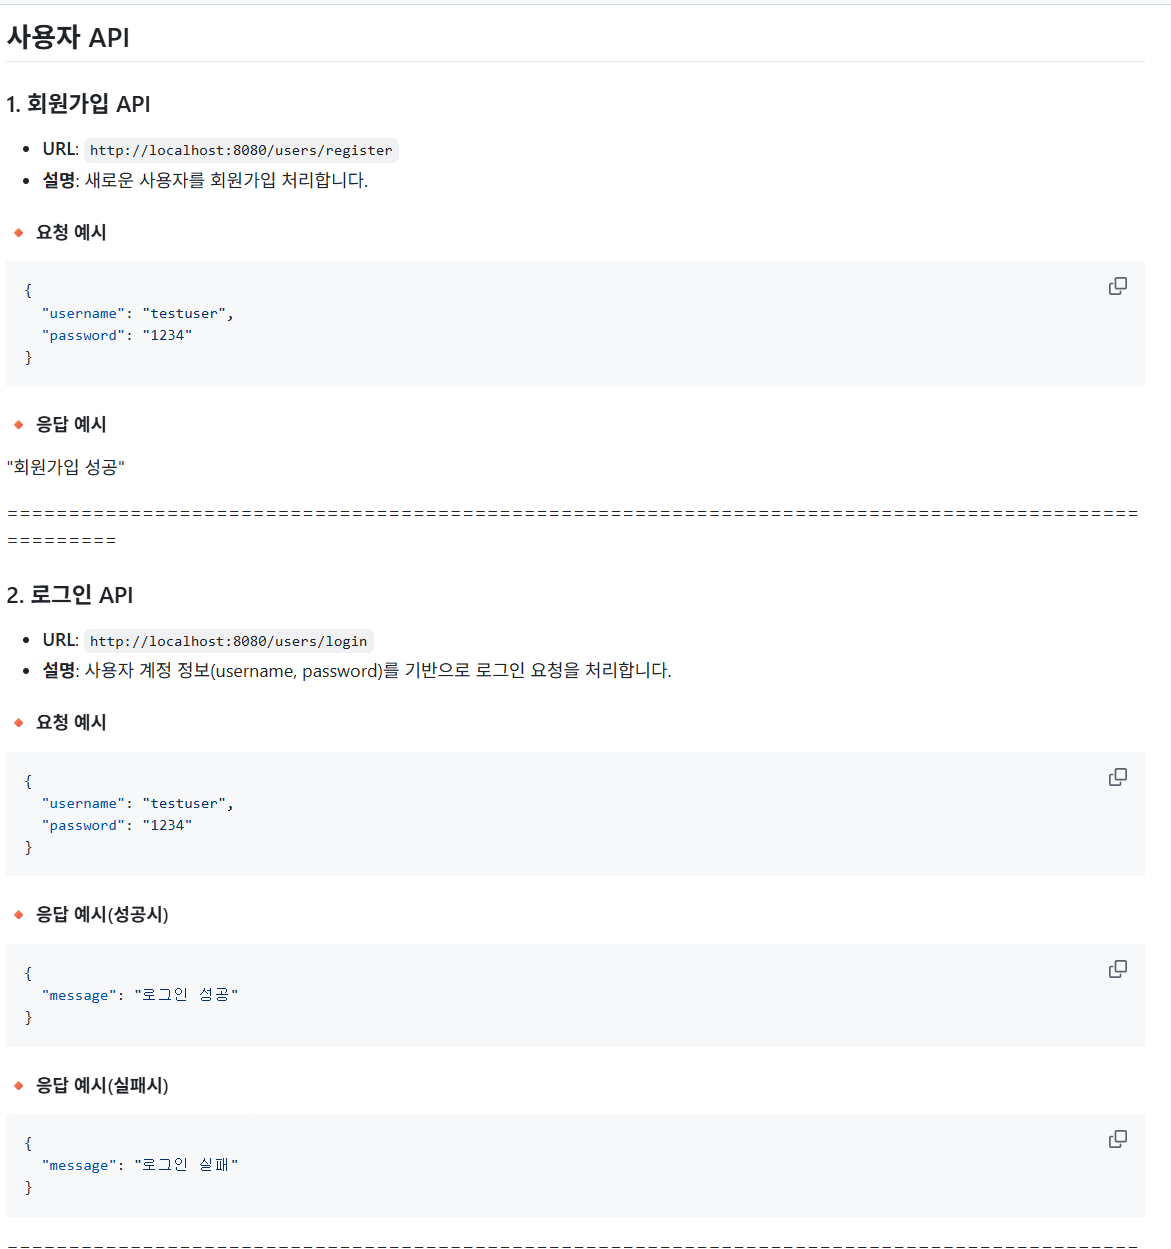 사용자 API
1. 회원가입 API
• URL: http://localhost:8080/users/register
• 설명: 새로운 사용자를 회원가입 처리합니다.
🔸 요청 예시
{
  "username": "testuser",
  "password": "1234"
}
🔸 응답 예시
"회원가입 성공"
============================================================================================
=========
2. 로그인 API
• URL: http://localhost:8080/users/login
• 설명: 사용자 계정 정보(username, password)를 기반으로 로그인 요청을 처리합니다.
🔸 요청 예시
{
  "username": "testuser",
  "password": "1234"
}
🔸 응답 예시(성공시)
{
  "message": "로그인 성공"
}
🔸 응답 예시(실패시)
{
  "message": "로그인 실패"
}